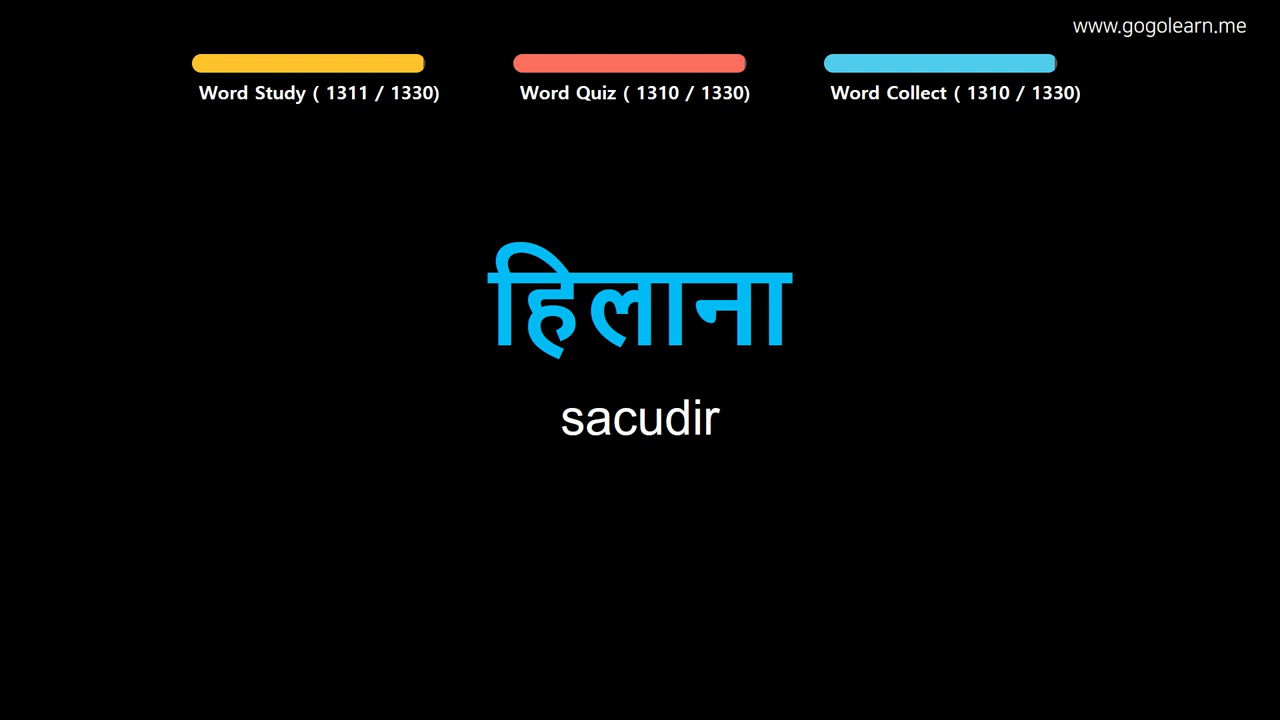 www.gogolearn.me
Word Study ( 1311 / 1330)
Word Quiz ( 1310 / 1330)
Word Collect ( 1310 / 1330)
हिलाना
sacudir